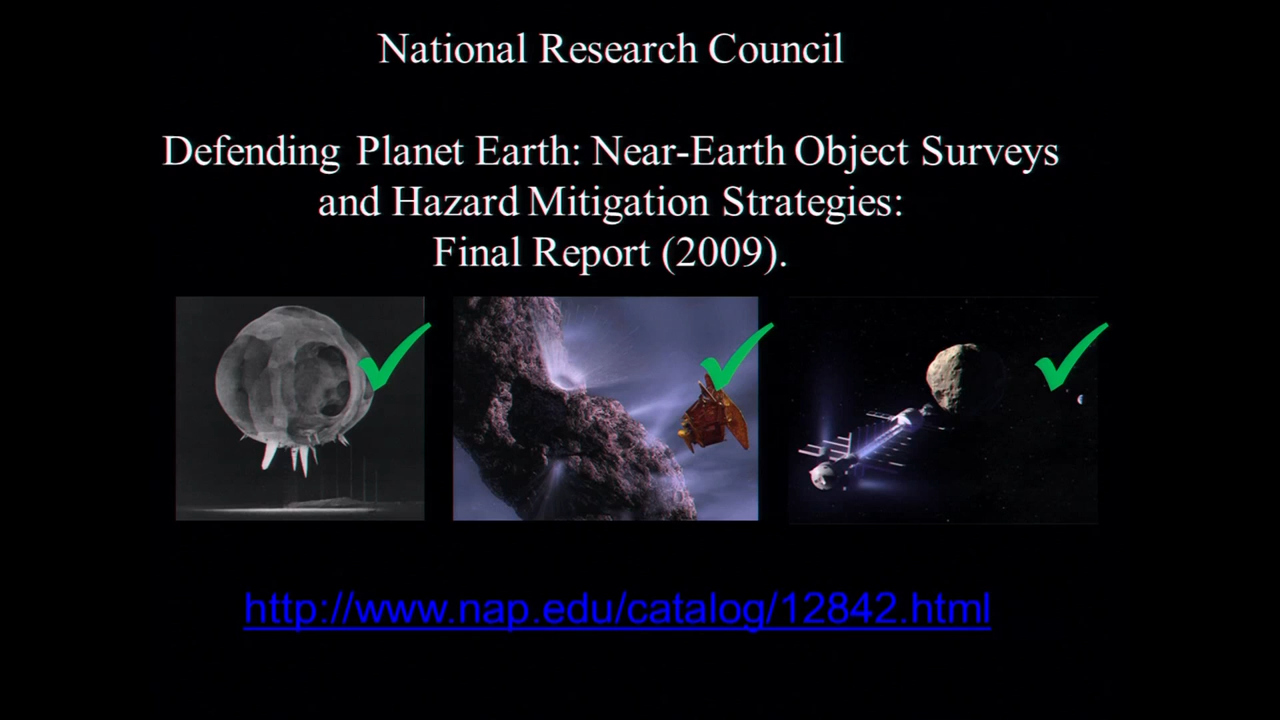 National Research Council
Defending Planet Earth: Near-Earth Object Surveys
and Hazard Mitigation Strategies:
Final Report (2009).
http://www.nap.edu/catalog/12842.html